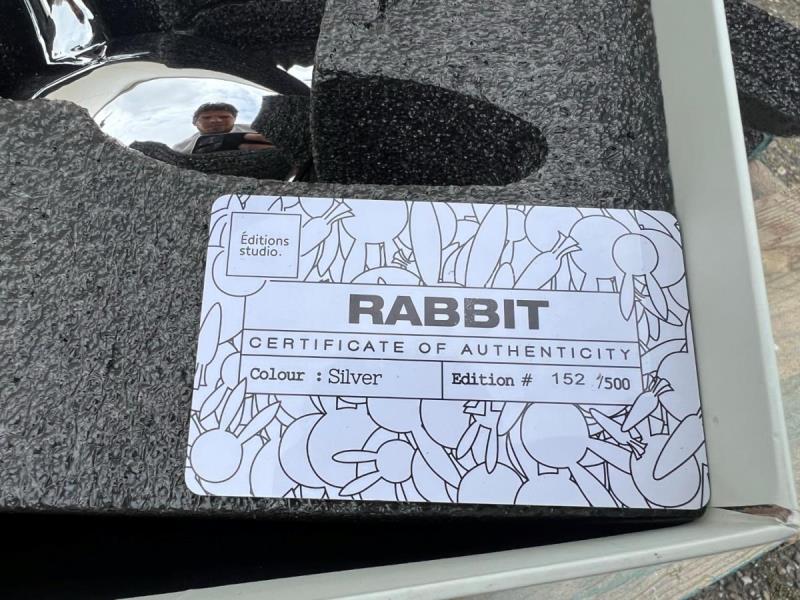 Éditions
studio.
RABBIT
CERTIFICATE OF AUTHENTICITY
Colour : Silver
Edition # 152 /500